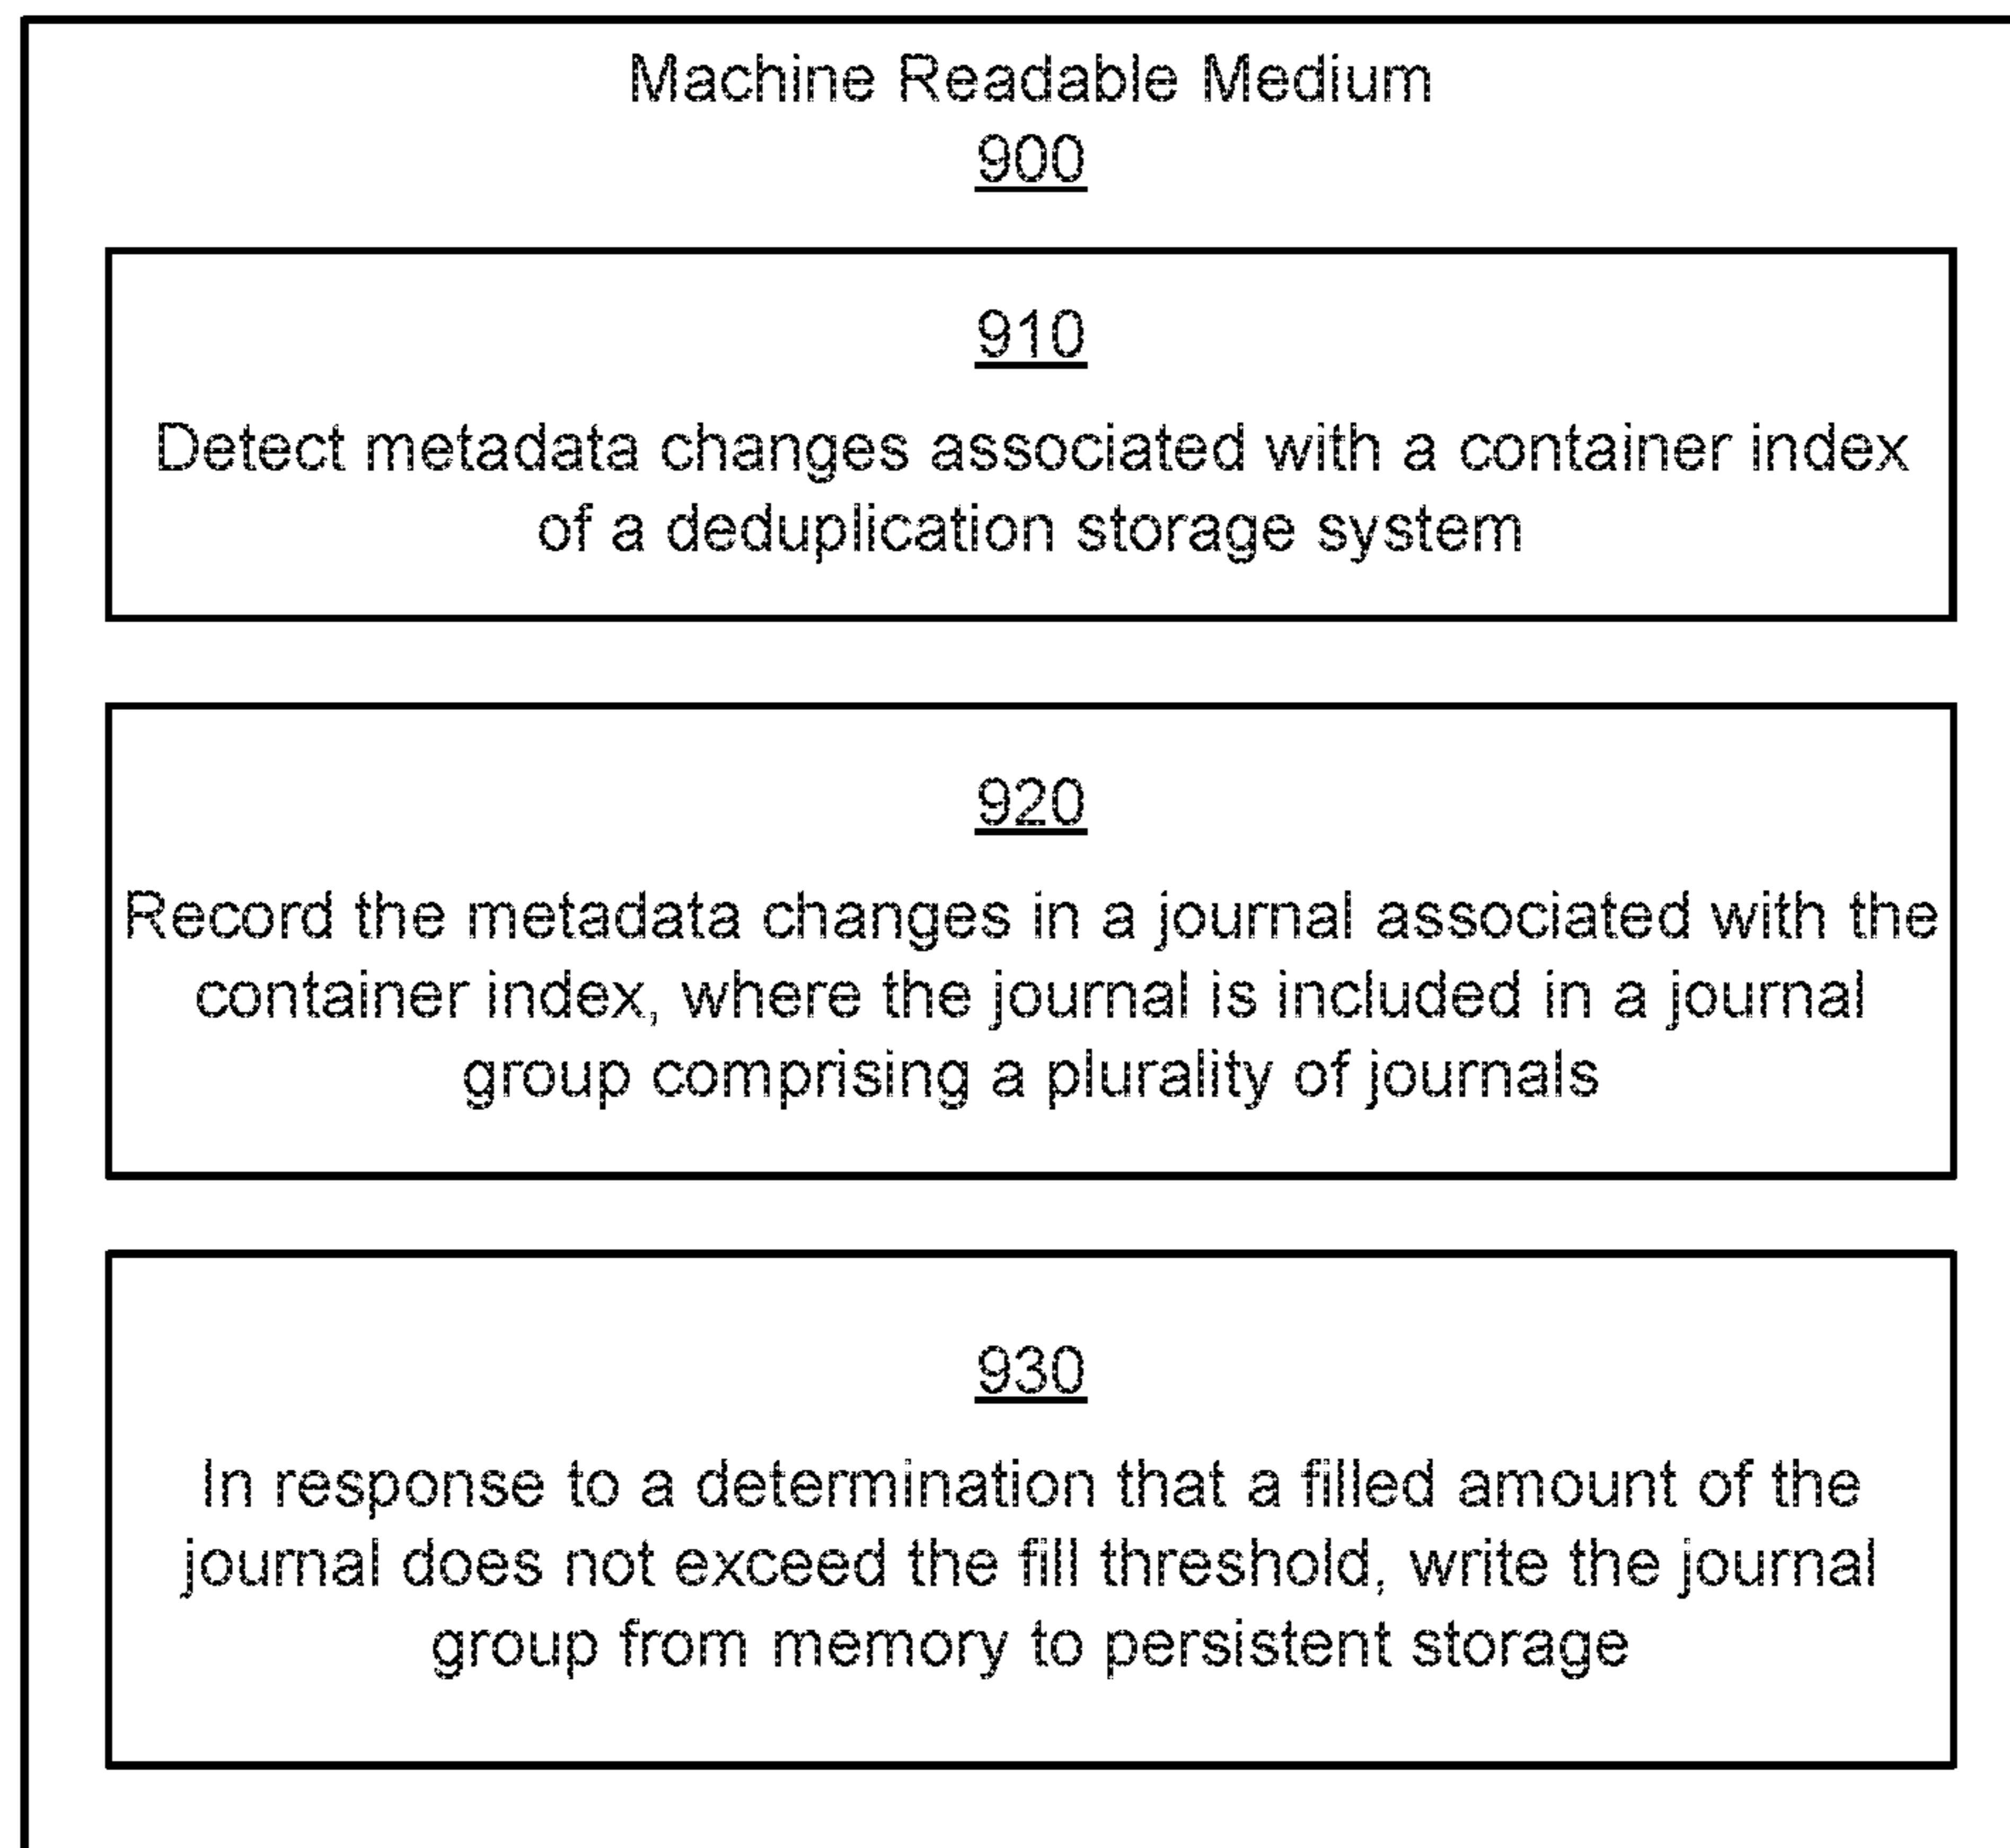 Machine Readable Medium
900
910
Detect metadata changes associated with a container index
of a deduplication storage system
920
Record the metadata changes in a journal associated with the
container index, where the journal is included in a journal
group comprising a plurality of journals
930
In response to a determination that a filled amount of the
journal does not exceed the fill threshold, write the journal
group from memory to persistent storage